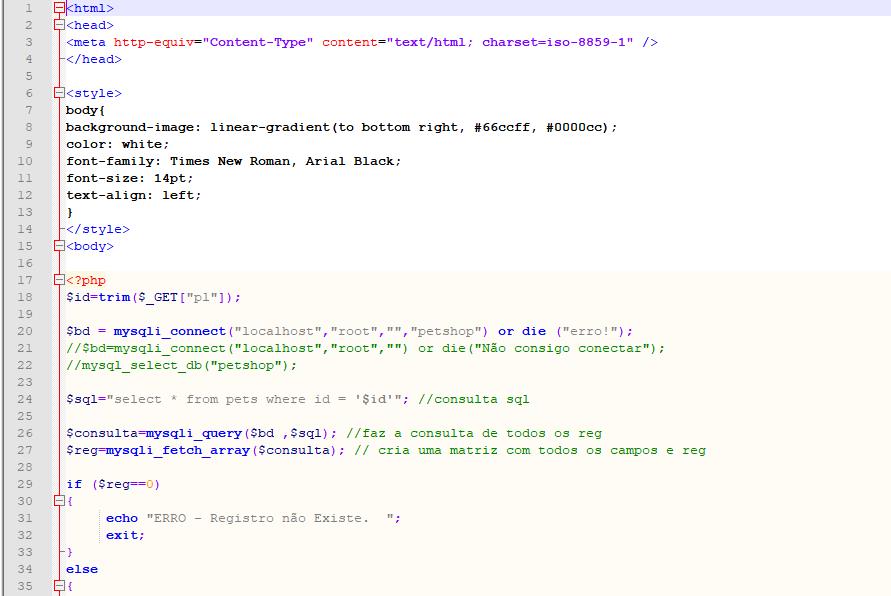 1 <html>
2 <head>
3 <meta http-equiv="Content-Type" content="text/html; charset=iso-8859-1" />
4 </head>
5
6 <style>
7 body{
8 background-image: linear-gradient(to bottom right, #66ccff, #0000cc);
9 color: white;
10 font-family: Times New Roman, Arial Black;
11 font-size: 14pt;
12 text-align: left;
13 }
14 </style>
15 <body>
16
17 <?php
18 $id=trim($_GET["p1"]);
19
20 $bd = mysqli_connect("localhost","root","","petshop") or die ("erro!");
21 //$bd=mysqli_connect("localhost","root","") or die("Não consigo conectar");
22 //mysql_select_db("petshop");
23
24 $sql="select * from pets where id = '$id'"; //consulta sql
25
26 $consulta=mysqli_query($bd ,$sql); //faz a consulta de todos os reg
27 $reg=mysqli_fetch_array($consulta); // cria uma matriz com todos os campos e reg
28
29 if ($reg==0)
30 {
31 echo "ERRO - Registro não Existe.  ";
32 exit;
33 }
34 else
35 {